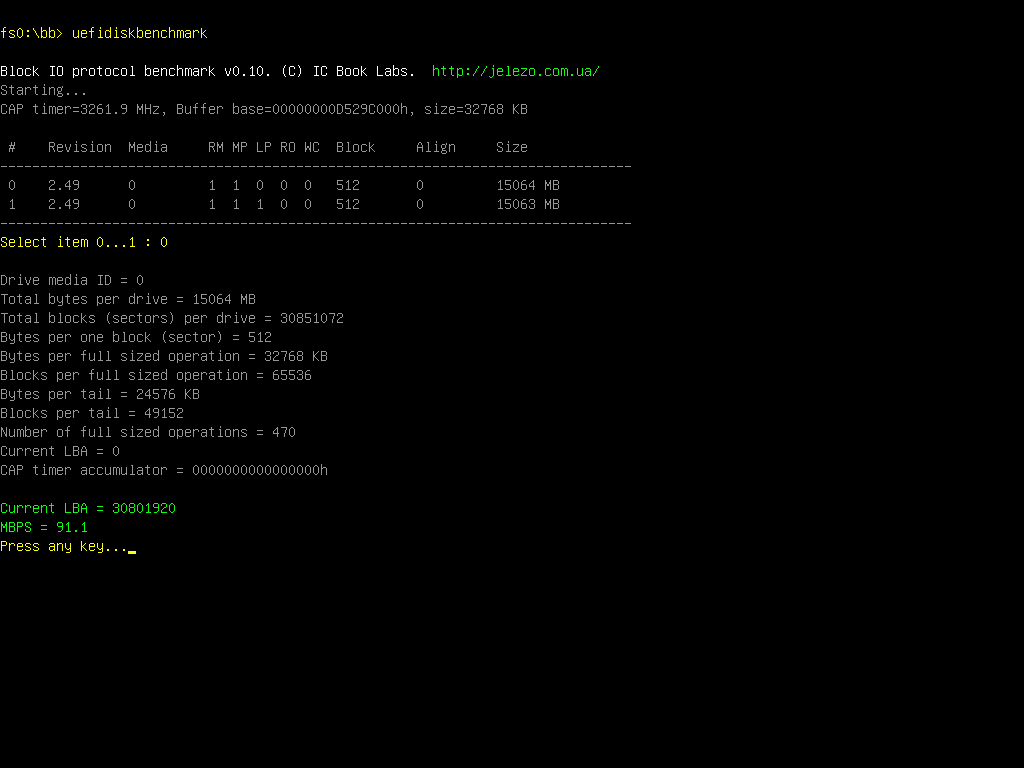 fs0:\bb> uefidiskbenchmark
Block IO protocol benchmark v0.10. (C) IC Book Labs.  http://jelezo.com.ua/
Starting...
CAP timer=3261.9 MHz, Buffer base=00000000D529C000h, size=32768 KB
 #    Revision  Media     RM MP LP RO WC  Block     Align     Size
-------------------------------------------------------------------------------
 0    2.49      0         1  1  0  0  0   512       0         15064 MB
 1    2.49      0         1  1  1  0  0   512       0         15063 MB
-------------------------------------------------------------------------------
Select item 0...1 : 0
Drive media ID = 0
Total bytes per drive = 15064 MB
Total blocks (sectors) per drive = 30851072
Bytes per one block (sector) = 512
Bytes per full sized operation = 32768 KB
Blocks per full sized operation = 65536
Bytes per tail = 24576 KB
Blocks per tail = 49152
Number of full sized operations = 470
Current LBA = 0
CAP timer accumulator = 0000000000000000h
Current LBA = 30801920
MBPS = 91.1
Press any key..._